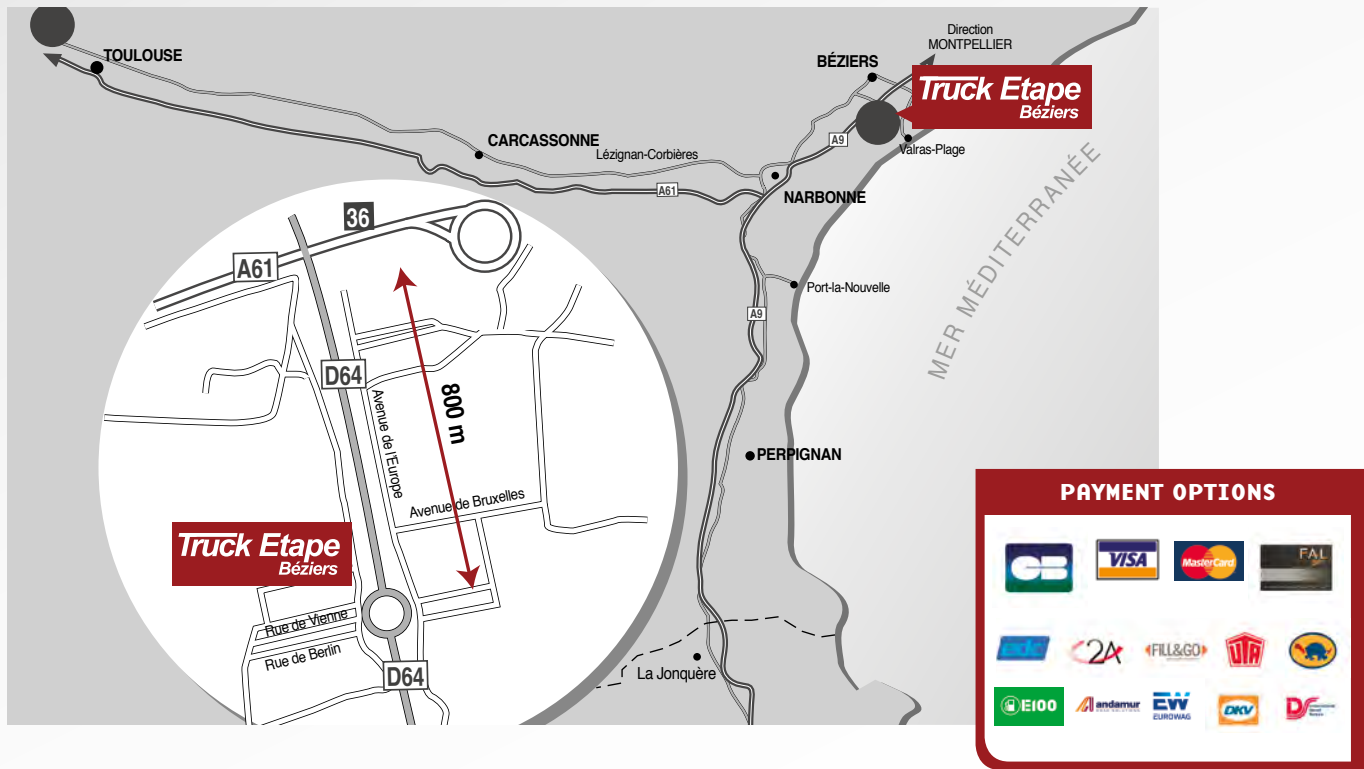 Direction
MONTPELLIER
TOULOUSE
BÉZIERS
Truck Etape
Béziers
CARCASSONNE
Lézignan-Corbières
A9
Valras-Plage
A61
NARBONNE
MER MÉDITERRANÉE
Port-la-Nouvelle
A9
PERPIGNAN
La Jonquère
36
A61
D64
800 m
Avenue de l'Europe
Avenue de Bruxelles
Truck Etape
Béziers
Rue de Vienne
Rue de Berlin
D64
PAYMENT OPTIONS
CB
VISA
MasterCard
FAL
C2A
FILL&GO
UTA
E100
andamur
EW
EUROWAG
DKV
DS